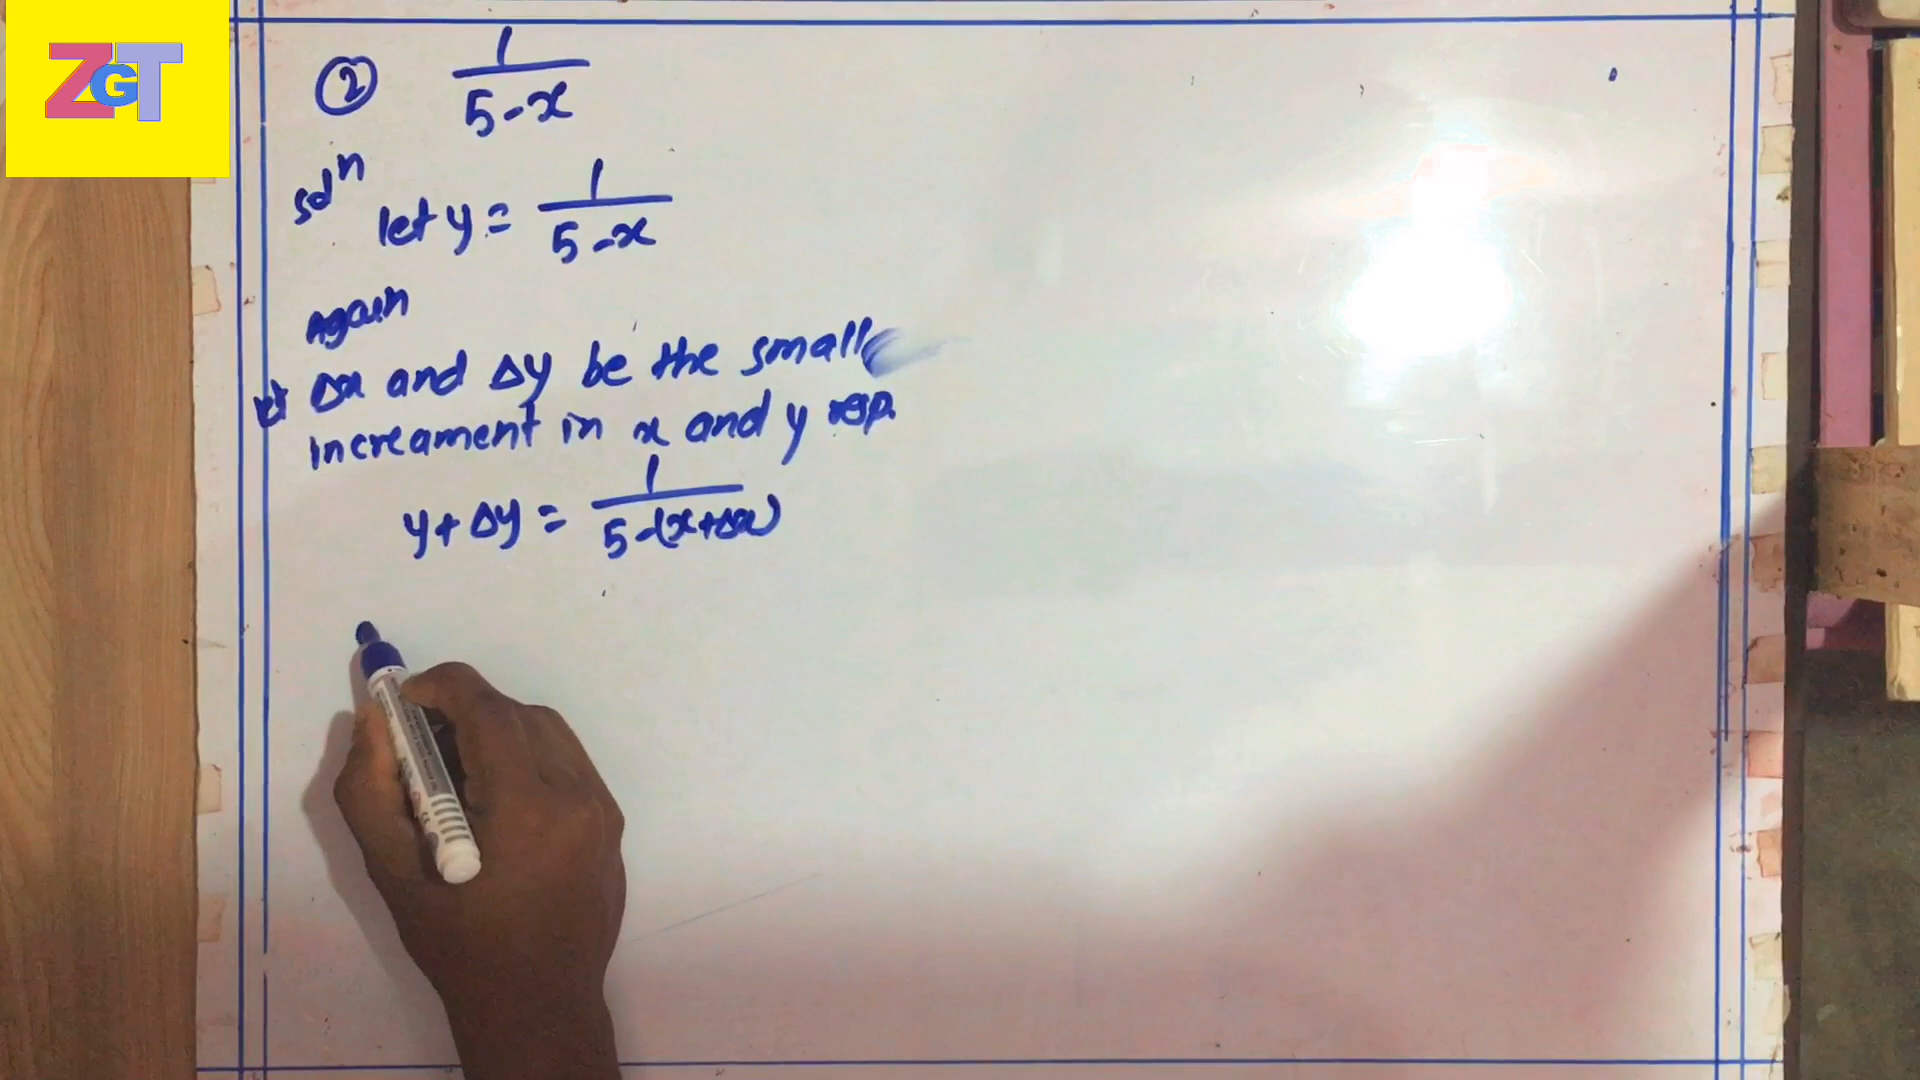 ZGT
② 1/(5-x)
Solⁿ let y = 1/(5-x)
Again
let Δx and Δy be the small
increament in x and y resp.
y+Δy = 1/(5-(x+Δx))